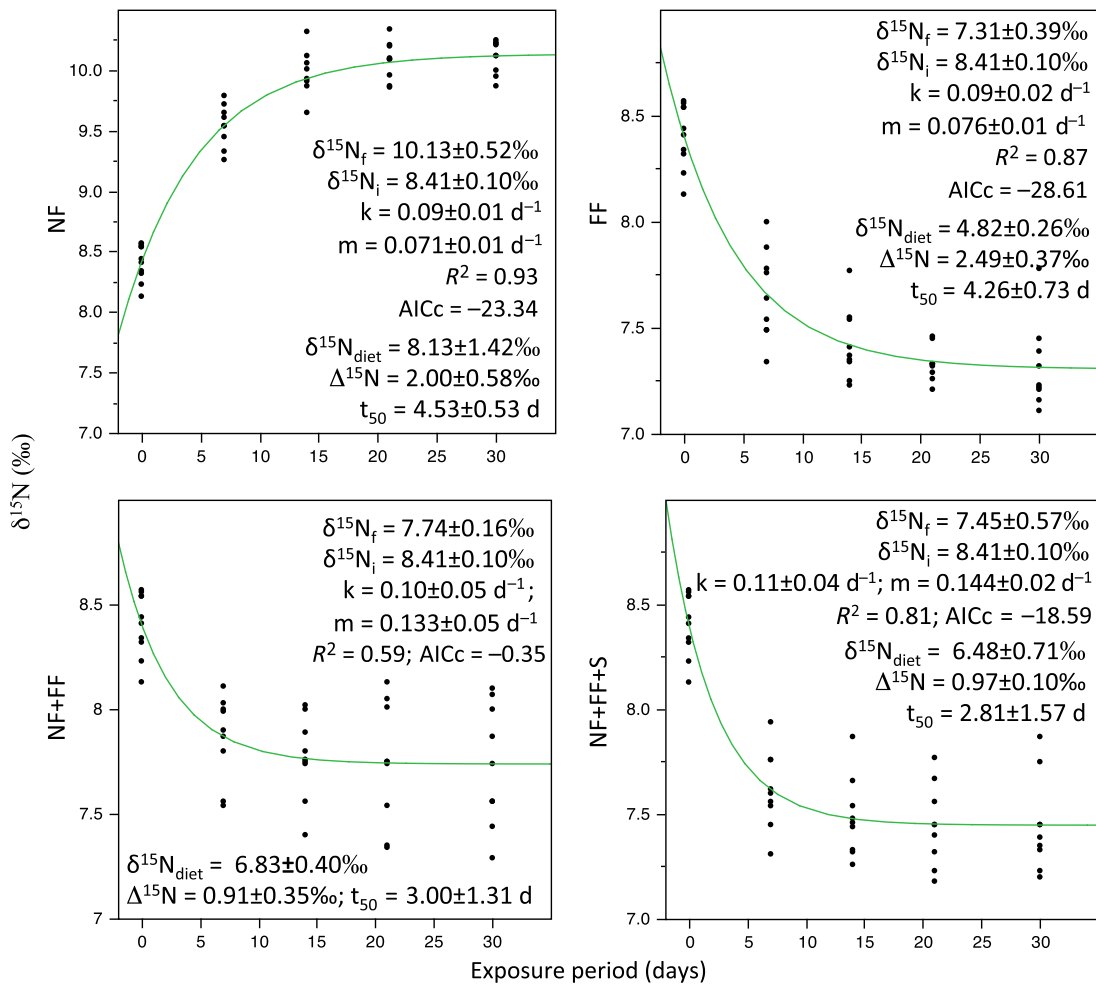 δ¹⁵N (‰)
NF
10.0
9.5
9.0
8.5
8.0
7.5
7.0
0 5 10 15 20 25 30
δ¹⁵Nf = 10.13±0.52‰
δ¹⁵Ni = 8.41±0.10‰
k = 0.09±0.01 d⁻¹
m = 0.071±0.01 d⁻¹
R² = 0.93
AICc = –23.34
δ¹⁵Ndiet = 8.13±1.42‰
Δ¹⁵N = 2.00±0.58‰
t₅₀ = 4.53±0.53 d
FF
8.5
8.0
7.5
7.0
0 5 10 15 20 25 30
δ¹⁵Nf = 7.31±0.39‰
δ¹⁵Ni = 8.41±0.10‰
k = 0.09±0.02 d⁻¹
m = 0.076±0.01 d⁻¹
R² = 0.87
AICc = –28.61
δ¹⁵Ndiet = 4.82±0.26‰
Δ¹⁵N = 2.49±0.37‰
t₅₀ = 4.26±0.73 d
NF+FF
8.5
8
7.5
7
0 5 10 15 20 25 30
δ¹⁵Nf = 7.74±0.16‰
δ¹⁵Ni = 8.41±0.10‰
k = 0.10±0.05 d⁻¹;
m = 0.133±0.05 d⁻¹
R² = 0.59; AICc = –0.35
δ¹⁵Ndiet = 6.83±0.40‰
Δ¹⁵N = 0.91±0.35‰; t₅₀ = 3.00±1.31 d
NF+FF+S
8.5
8.0
7.5
7.0
0 5 10 15 20 25 30
δ¹⁵Nf = 7.45±0.57‰
δ¹⁵Ni = 8.41±0.10‰
k = 0.11±0.04 d⁻¹; m = 0.144±0.02 d⁻¹
R² = 0.81; AICc = –18.59
δ¹⁵Ndiet = 6.48±0.71‰
Δ¹⁵N = 0.97±0.10‰
t₅₀ = 2.81±1.57 d
Exposure period (days)